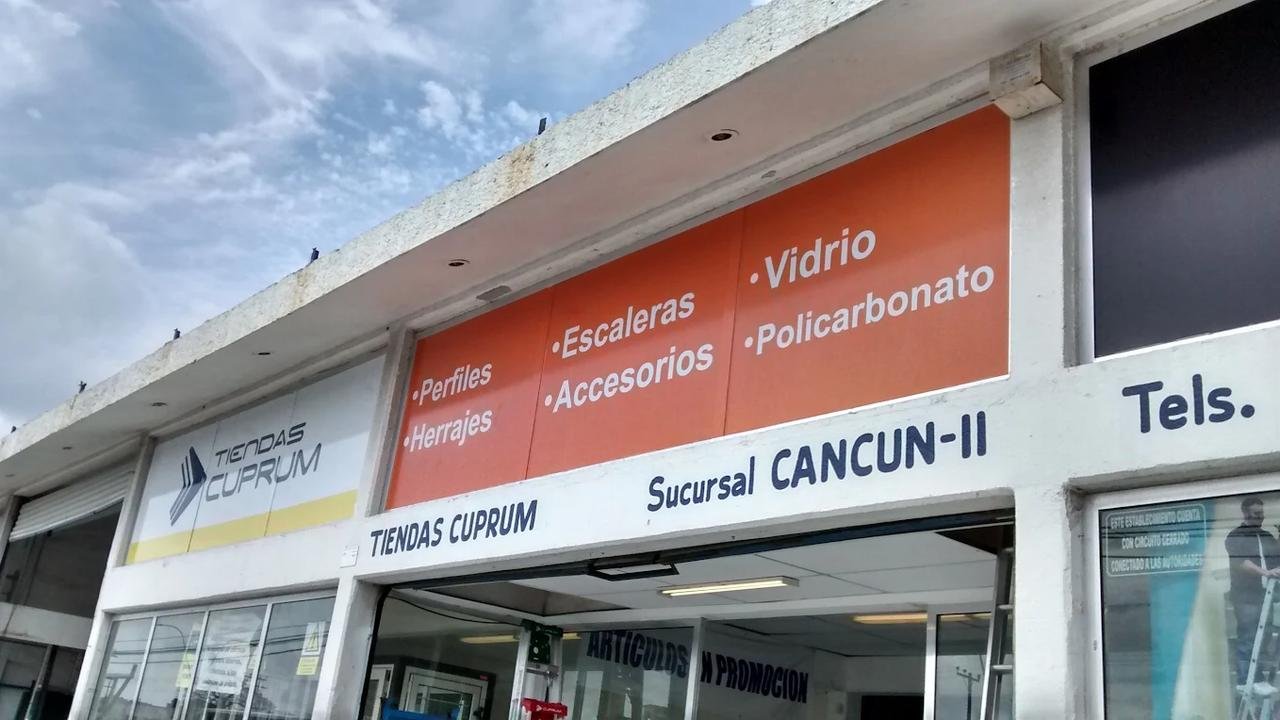 TIENDAS
CUPRUM
•Perfiles
•Herrajes
•Escaleras
•Accesorios
•Vidrio
•Policarbonato
TIENDAS CUPRUM
Sucursal CANCUN-II
Tels.
ESTE ESTABLECIMIENTO CUENTA
CON CIRCUITO CERRADO
CONECTADO A LAS AUTORIDADES
ARTICULOS N PROMOCION